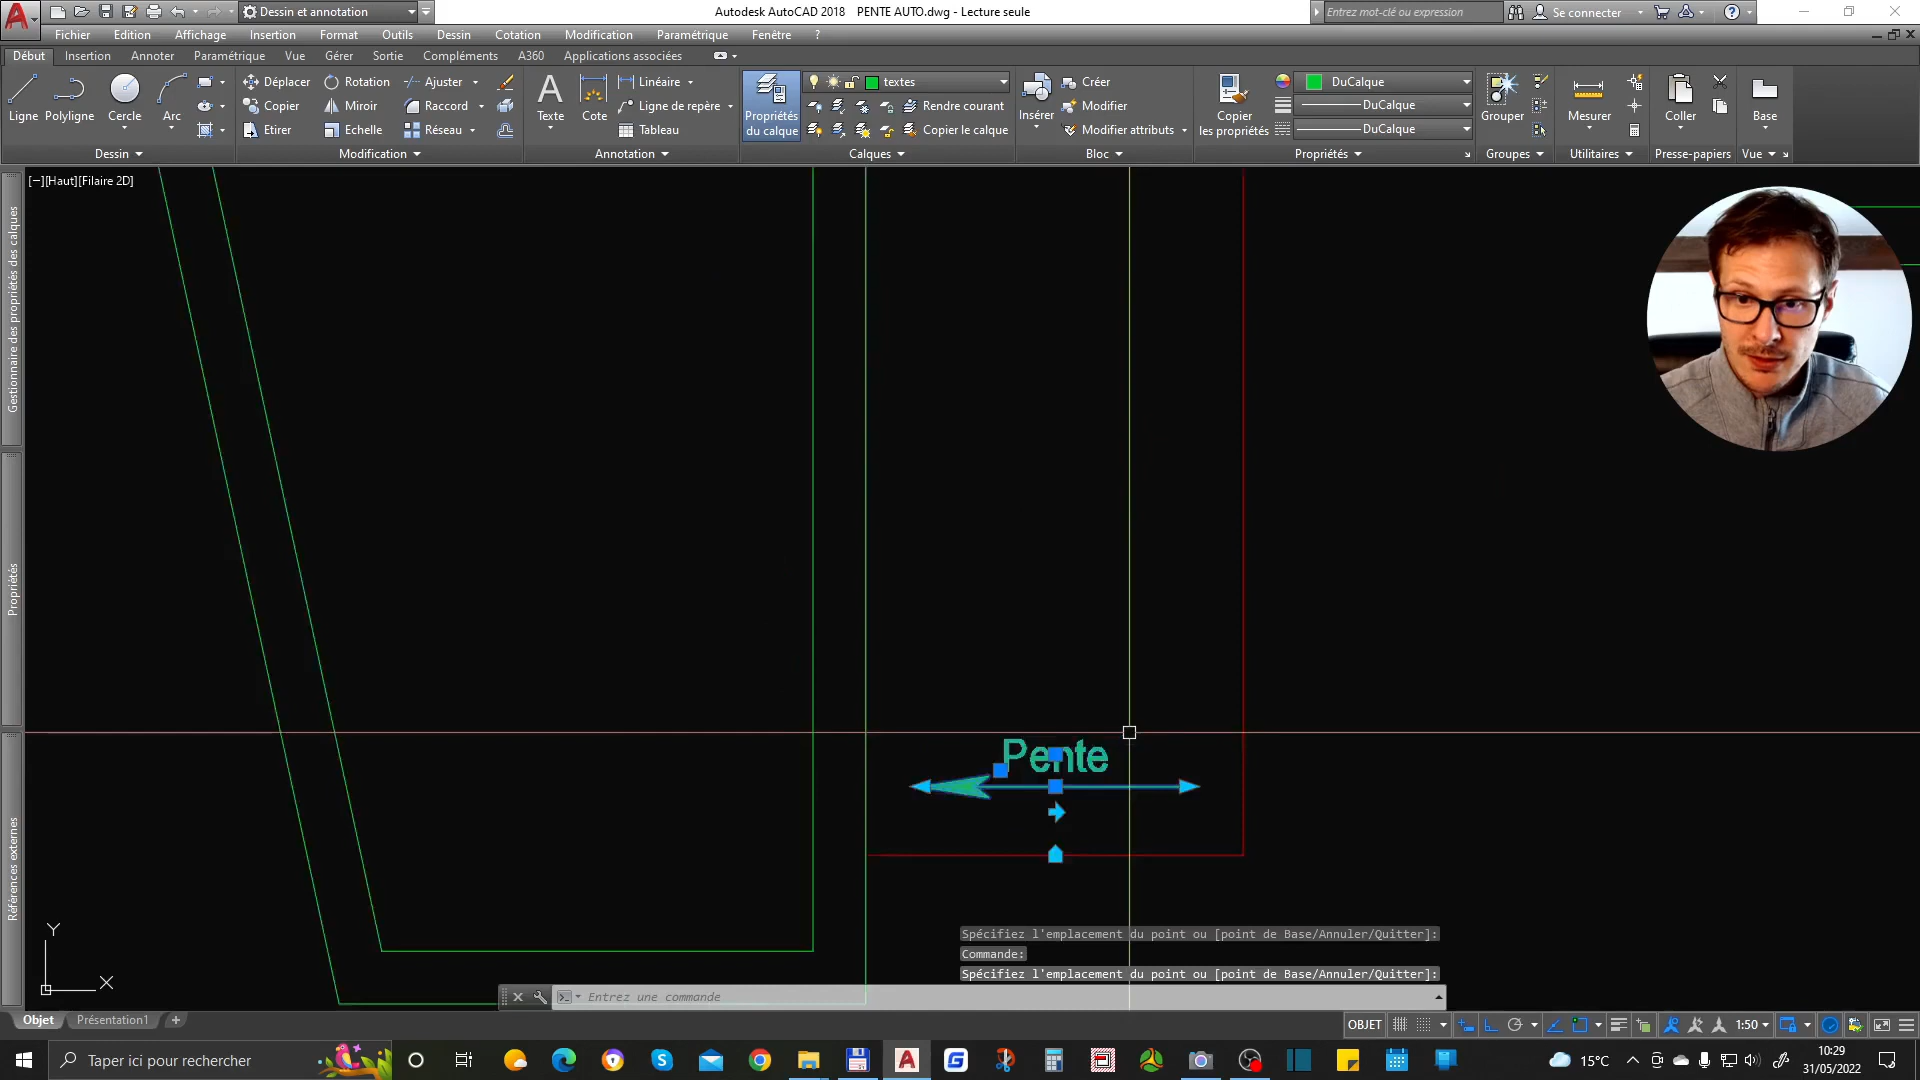 Dessin et annotation
Autodesk AutoCAD 2018 PENTE AUTO.dwg - Lecture seule
Entrez mot-clé ou expression
Se connecter
Fichier Edition Affichage Insertion Format Outils Dessin Cotation Modification Paramétrique Fenêtre ?
Début Insertion Annoter Paramétrique Vue Gérer Sortie Compléments A360 Applications associées
Ligne Polyligne Cercle Arc
Dessin
Déplacer Rotation Ajuster
Copier Miroir Raccord
Etirer Echelle Réseau
Modification
Texte Cote
Linéaire
Ligne de repère
Tableau
Annotation
Propriétés
du calque
textes
Rendre courant
Copier le calque
Calques
Insérer
Créer
Modifier
Modifier attributs
Bloc
Copier
les propriétés
DuCalque
DuCalque
DuCalque
Propriétés
Grouper
Groupes
Mesurer
Utilitaires
Coller
Presse-papiers
Base
Vue
[−][Haut][Filaire 2D]
Gestionnaire des propriétés des calques
Propriétés
Références externes
Pente
Y
X
Spécifiez l'emplacement du point ou [point de Base/Annuler/Quitter]:
Commande:
Spécifiez l'emplacement du point ou [point de Base/Annuler/Quitter]:
Entrez une commande
Objet Présentation1 +
OBJET
1:50
Taper ici pour rechercher
15°C
10:29
31/05/2022